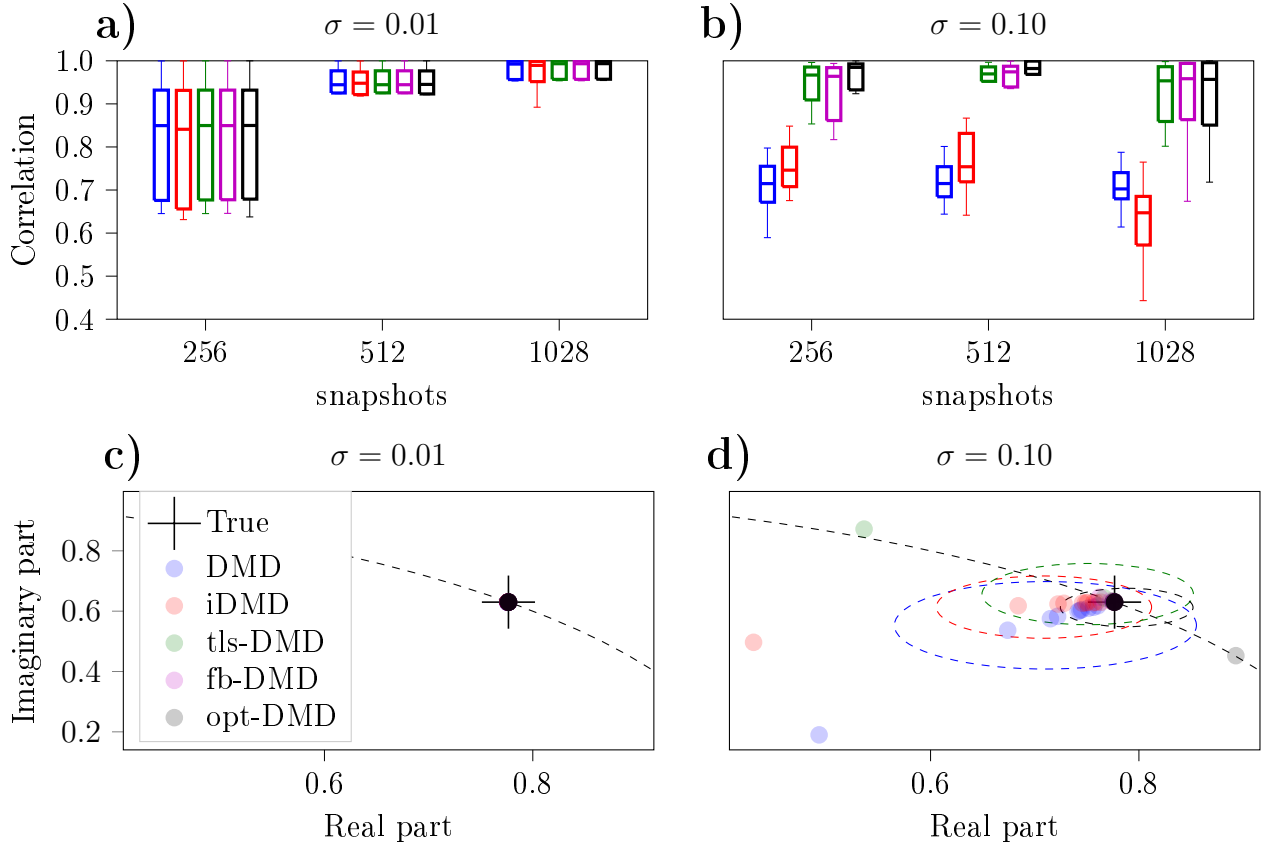 a)
σ = 0.01
b)
σ = 0.10
Correlation
1.0
0.9
0.8
0.7
0.6
0.5
0.4
256
512
1028
snapshots
256
512
1028
snapshots
c)
σ = 0.01
d)
σ = 0.10
Imaginary part
0.8
0.6
0.4
0.2
True
DMD
iDMD
tls-DMD
fb-DMD
opt-DMD
0.6
0.8
Real part
0.6
0.8
Real part